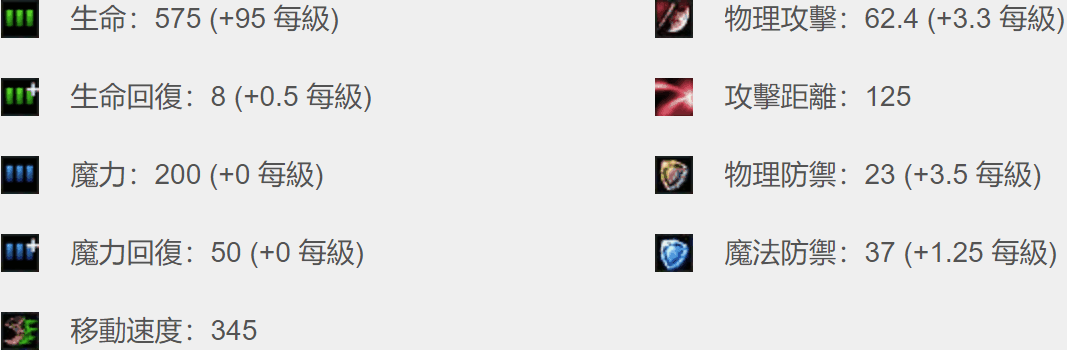 生命：575 (+95 每級)
物理攻擊：62.4 (+3.3 每級)
生命回復：8 (+0.5 每級)
攻擊距離：125
魔力：200 (+0 每級)
物理防禦：23 (+3.5 每級)
魔力回復：50 (+0 每級)
魔法防禦：37 (+1.25 每級)
移動速度：345